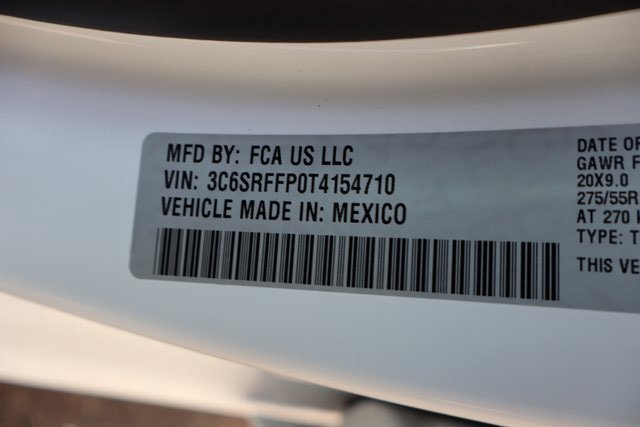 MFD BY: FCA US LLC
VIN: 3C6SRFFP0T4154710
VEHICLE MADE IN: MEXICO
DATE OF
GAWR F
20X9.0
275/55R
AT 270
TYPE: T
THIS VE